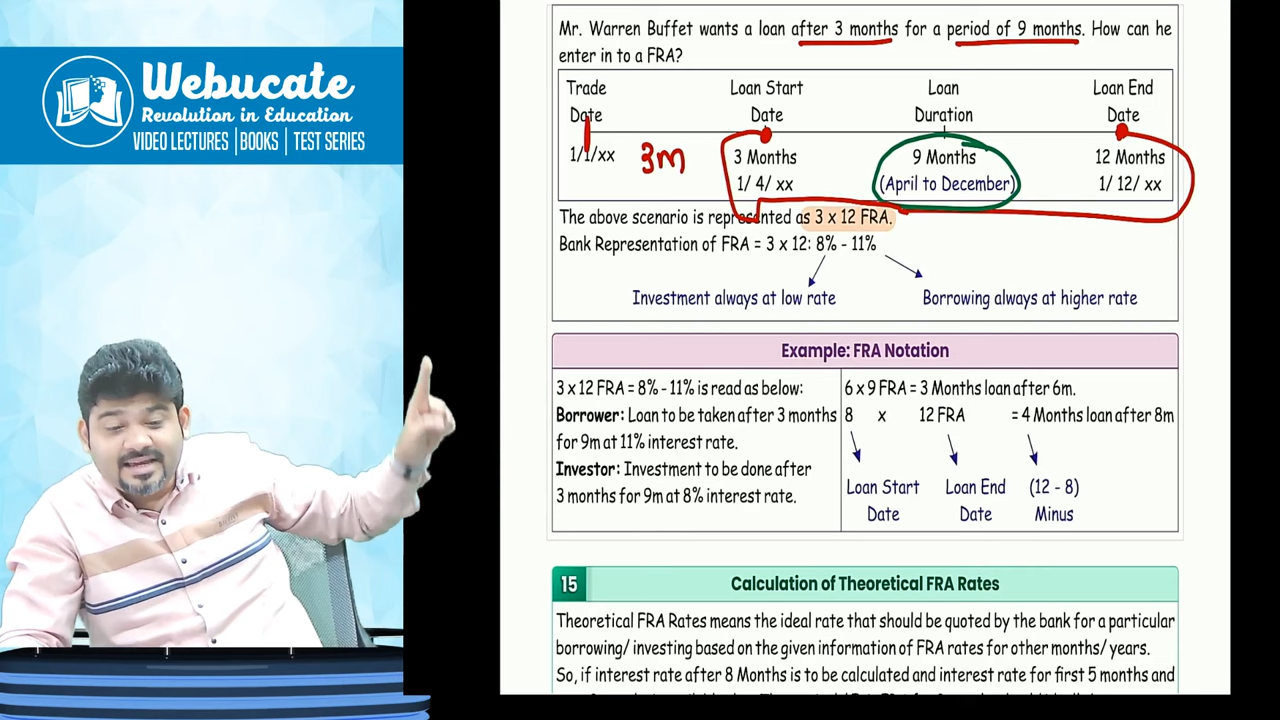 Webucate
Revolution in Education
VIDEO LECTURES | BOOKS | TEST SERIES
Mr. Warren Buffet wants a loan after 3 months for a period of 9 months. How can he
enter in to a FRA?
Trade Date
Loan Start Date
Loan Duration
Loan End Date
1/1/xx
3m
3 Months
1/ 4/ xx
9 Months
(April to December)
12 Months
1/ 12/ xx
The above scenario is represented as 3 x 12 FRA.
Bank Representation of FRA = 3 x 12: 8% - 11%
Investment always at low rate
Borrowing always at higher rate
Example: FRA Notation
3 x 12 FRA = 8% - 11% is read as below:
Borrower: Loan to be taken after 3 months
for 9m at 11% interest rate.
Investor: Investment to be done after
3 months for 9m at 8% interest rate.
6 x 9 FRA = 3 Months loan after 6m.
8 x 12 FRA = 4 Months loan after 8m
Loan Start Date
Loan End Date
(12 - 8) Minus
15
Calculation of Theoretical FRA Rates
Theoretical FRA Rates means the ideal rate that should be quoted by the bank for a particular
borrowing/ investing based on the given information of FRA rates for other months/ years.
So, if interest rate after 8 Months is to be calculated and interest rate for first 5 months and